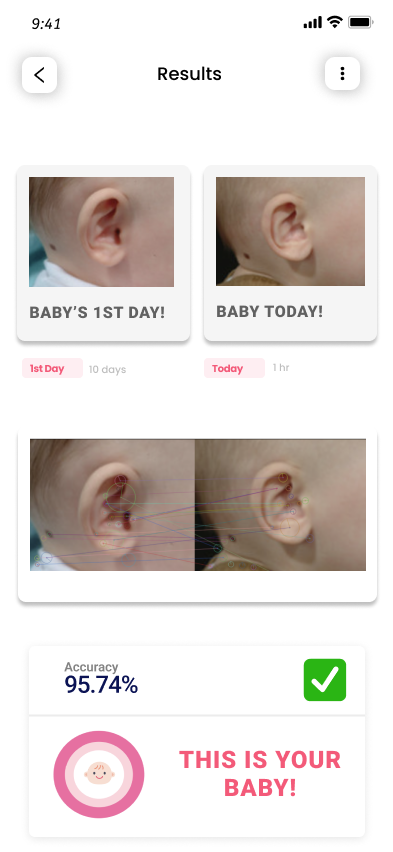 9:41
Results
BABY'S 1ST DAY!
BABY TODAY!
1st Day
10 days
Today
1 hr
Accuracy
95.74%
THIS IS YOUR
BABY!